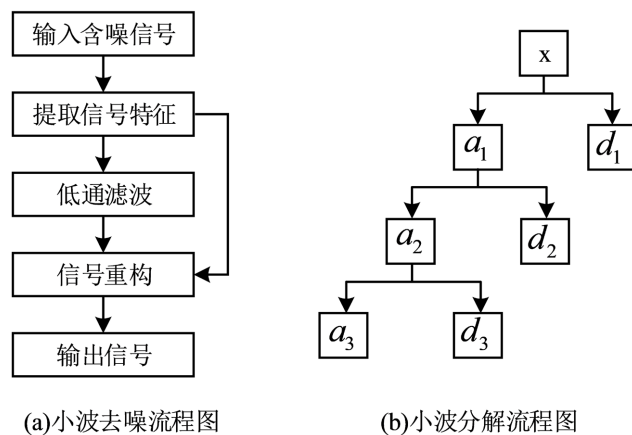 输入含噪信号
提取信号特征
低通滤波
信号重构
输出信号
(a)小波去噪流程图
x
a₁
d₁
a₂
d₂
a₃
d₃
(b)小波分解流程图